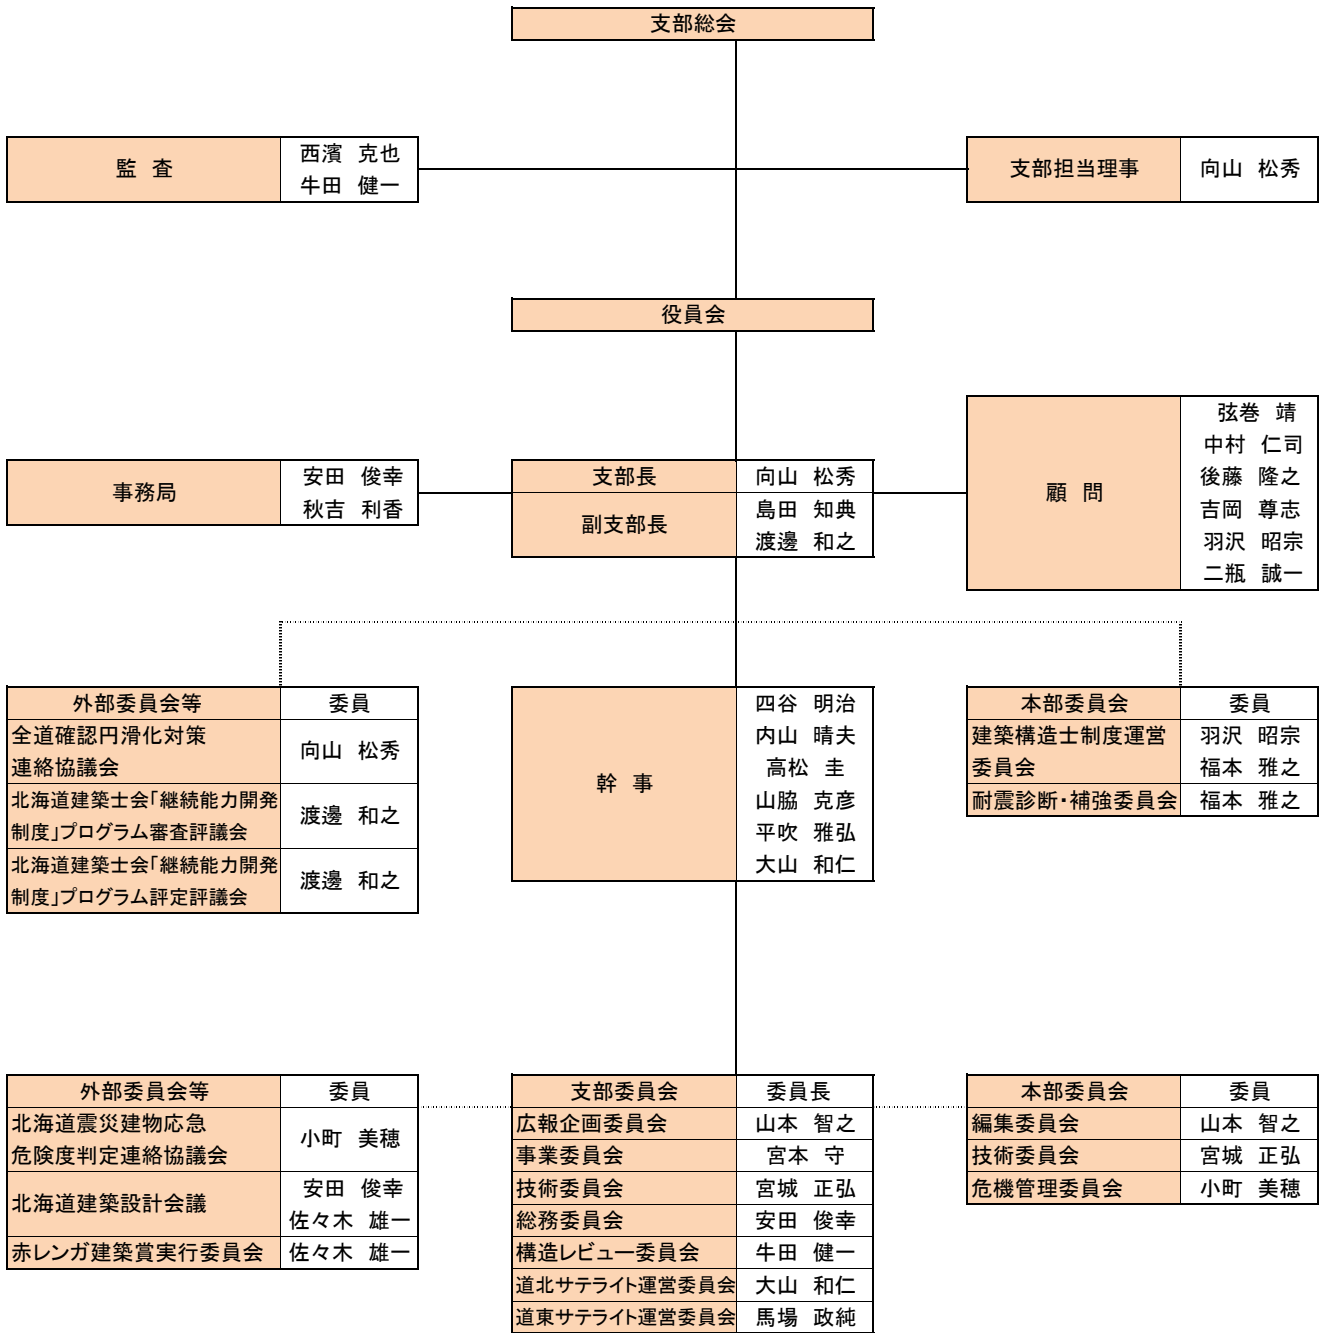 支部総会
監 査
西濱 克也
牛田 健一
支部担当理事
向山 松秀
役員会
事務局
安田 俊幸
秋吉 利香
支部長
向山 松秀
副支部長
島田 知典
渡邊 和之
顧 問
弦巻 靖
中村 仁司
後藤 隆之
吉岡 尊志
羽沢 昭宗
二瓶 誠一
外部委員会等
委員
全道確認円滑化対策
連絡協議会
向山 松秀
北海道建築士会「継続能力開発
制度」プログラム審査評議会
渡邊 和之
北海道建築士会「継続能力開発
制度」プログラム評定評議会
渡邊 和之
幹 事
四谷 明治
内山 晴夫
高松 圭
山脇 克彦
平吹 雅弘
大山 和仁
本部委員会
委員
建築構造士制度運営
委員会
羽沢 昭宗
福本 雅之
耐震診断・補強委員会
福本 雅之
外部委員会等
委員
北海道震災建物応急
危険度判定連絡協議会
小町 美穂
北海道建築設計会議
安田 俊幸
佐々木 雄一
赤レンガ建築賞実行委員会
佐々木 雄一
支部委員会
委員長
広報企画委員会
山本 智之
事業委員会
宮本 守
技術委員会
宮城 正弘
総務委員会
安田 俊幸
構造レビュー委員会
牛田 健一
道北サテライト運営委員会
大山 和仁
道東サテライト運営委員会
馬場 政純
本部委員会
委員
編集委員会
山本 智之
技術委員会
宮城 正弘
危機管理委員会
小町 美穂